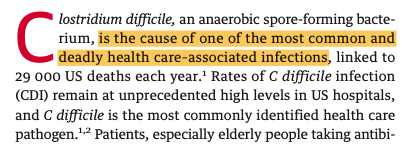 Clostridium difficile, an anaerobic spore-forming bacte-
rium, is the cause of one of the most common and
deadly health care–associated infections, linked to
29 000 US deaths each year.¹ Rates of C difficile infection
(CDI) remain at unprecedented high levels in US hospitals,
and C difficile is the most commonly identified health care
pathogen.¹,² Patients, especially elderly people taking antibi-